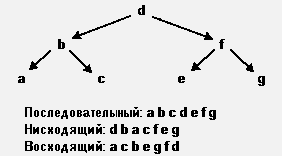 d
b f
a c e g
Последовательный: a b c d e f g
Нисходящий: d b a c f e g
Восходящий: a c b e g f d